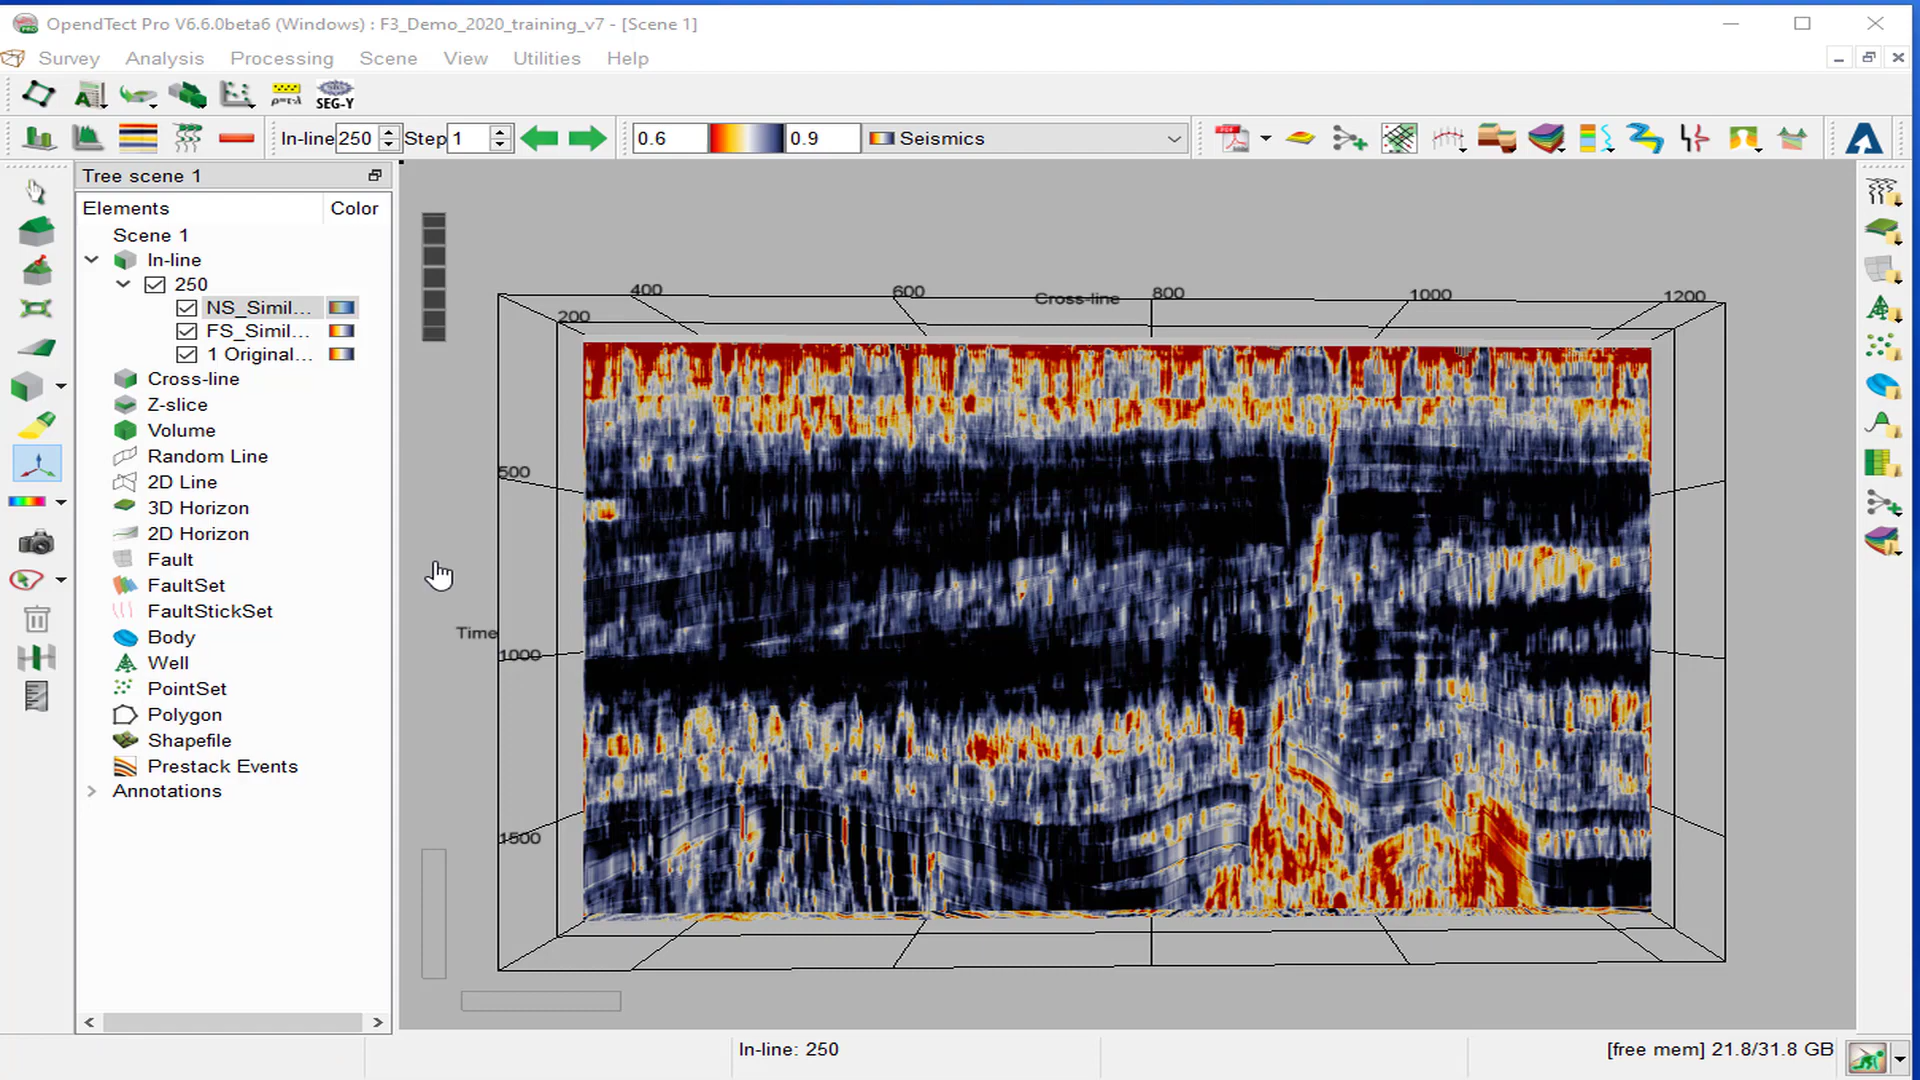 OpendTect Pro V6.6.0beta6 (Windows) : F3_Demo_2020_training_v7 - [Scene 1]
Survey Analysis Processing Scene View Utilities Help
SEG-Y
In-line 250 Step 1 0.6 0.9 Seismics
Tree scene 1
Elements Color
Scene 1
In-line
250
NS_Simil...
FS_Simil...
1 Original...
Cross-line
Z-slice
Volume
Random Line
2D Line
3D Horizon
2D Horizon
Fault
FaultSet
FaultStickSet
Body
Well
PointSet
Polygon
Shapefile
Prestack Events
Annotations
400 600 Cross-line 800 1000 1200
200
500
Time
1000
1500
In-line: 250
[free mem] 21.8/31.8 GB